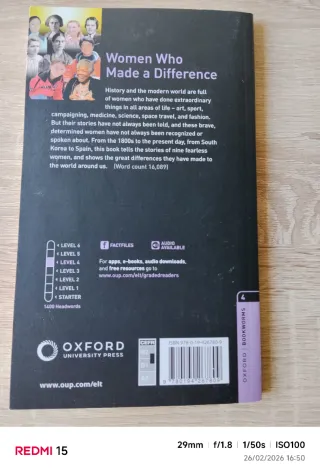 Women Who
Made a Difference
History and the modern world are full
of women who have done extraordinary
things in all areas of life – art, sport,
campaigning, medicine, science, space travel, and fashion.
But their stories have not always been told, and these brave,
determined women have not always been recognized or
spoken about. From the 1800s to the present day, from South
Korea to Spain, this book tells the stories of nine fearless
women, and shows the great differences they have made to
the world around us. (Word count 16,089)
LEVEL 6
LEVEL 5
LEVEL 4
LEVEL 3
LEVEL 2
LEVEL 1
STARTER
1400 Headwords
f FACTFILES
AUDIO
AVAILABLE
For apps, e-books, audio downloads,
and free resources go to
www.oup.com/elt/gradedreaders
4
OXFORD BOOKWORMS
OXFORD
UNIVERSITY PRESS
www.oup.com/elt
REDMI 15
29mm f/1.8 1/50s ISO100
26/02/2026 16:50